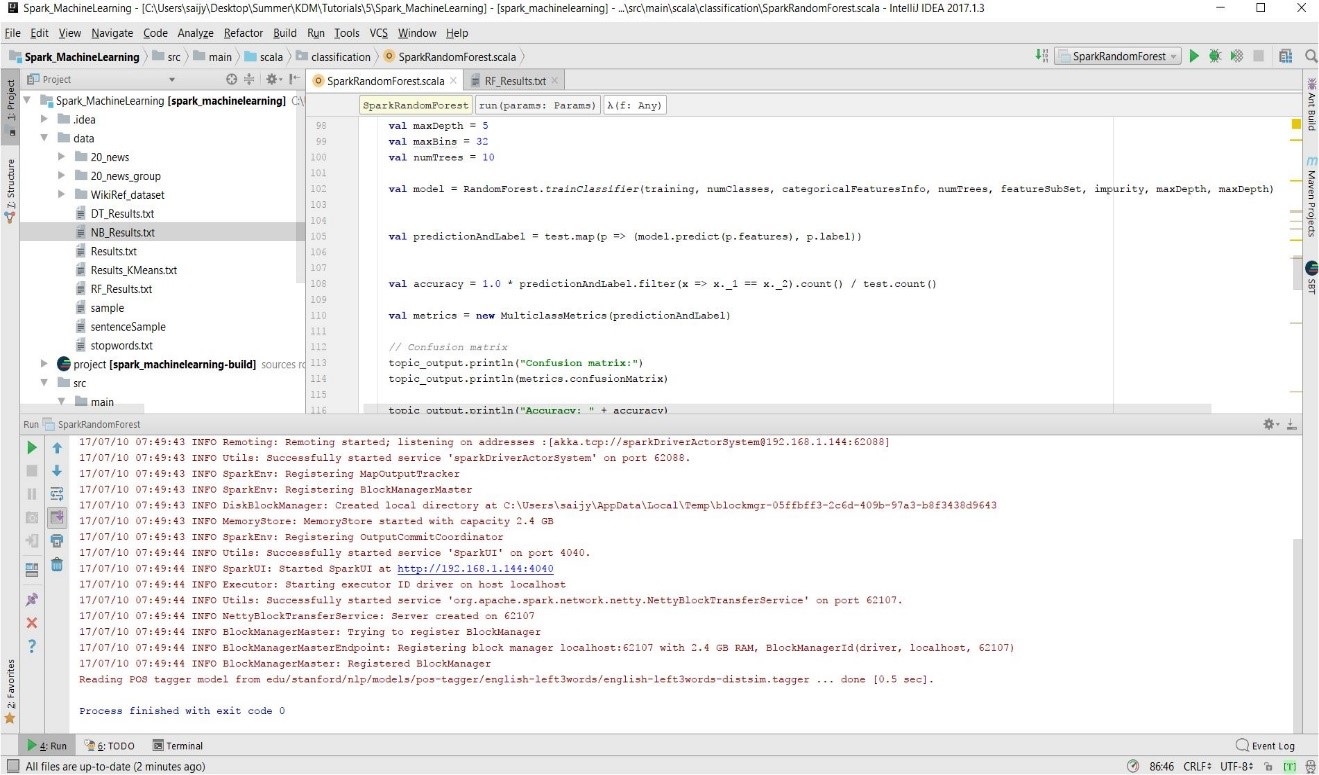 Spark_MachineLearning - [C:\Users\saijy\Desktop\Summer\KDM\Tutorials\5\Spark_MachineLearning] - [spark_machinelearning] - ...\src\main\scala\classification\SparkRandomForest.scala - IntelliJ IDEA 2017.1.3
File Edit View Navigate Code Analyze Refactor Build Run Tools VCS Window Help
Spark_MachineLearning src main scala classification SparkRandomForest.scala
SparkRandomForest
Project
SparkRandomForest.scala RF_Results.txt
1: Project
Z: Structure
2: Favorites
Ant Build
Maven Projects
SBT
Spark_MachineLearning [spark_machinelearning] C:\
.idea
data
20_news
20_news_group
WikiRef_dataset
DT_Results.txt
NB_Results.txt
Results.txt
Results_KMeans.txt
RF_Results.txt
sample
sentenceSample
stopwords.txt
project [spark_machinelearning-build] sources ro
src
main
SparkRandomForest run(params: Params) λ(f: Any)
98 val maxDepth = 5
99 val maxBins = 32
100 val numTrees = 10
101
102 val model = RandomForest.trainClassifier(training, numClasses, categoricalFeaturesInfo, numTrees, featureSubSet, impurity, maxDepth, maxDepth)
103
104
105 val predictionAndLabel = test.map(p => (model.predict(p.features), p.label))
106
107
108 val accuracy = 1.0 * predictionAndLabel.filter(x => x._1 == x._2).count() / test.count()
109
110 val metrics = new MulticlassMetrics(predictionAndLabel)
111
112 // Confusion matrix
113 topic_output.println("Confusion matrix:")
114 topic_output.println(metrics.confusionMatrix)
115
116 topic_output.println("Accuracy: " + accuracy)
Run SparkRandomForest
17/07/10 07:49:43 INFO Remoting: Remoting started; listening on addresses :[akka.tcp://sparkDriverActorSystem@192.168.1.144:62088]
17/07/10 07:49:43 INFO Utils: Successfully started service 'sparkDriverActorSystem' on port 62088.
17/07/10 07:49:43 INFO SparkEnv: Registering MapOutputTracker
17/07/10 07:49:43 INFO SparkEnv: Registering BlockManagerMaster
17/07/10 07:49:43 INFO DiskBlockManager: Created local directory at C:\Users\saijy\AppData\Local\Temp\blockmgr-05ffbff3-2c6d-409b-97a3-b8f3438d9643
17/07/10 07:49:43 INFO MemoryStore: MemoryStore started with capacity 2.4 GB
17/07/10 07:49:43 INFO SparkEnv: Registering OutputCommitCoordinator
17/07/10 07:49:44 INFO Utils: Successfully started service 'SparkUI' on port 4040.
17/07/10 07:49:44 INFO SparkUI: Started SparkUI at http://192.168.1.144:4040
17/07/10 07:49:44 INFO Executor: Starting executor ID driver on host localhost
17/07/10 07:49:44 INFO Utils: Successfully started service 'org.apache.spark.network.netty.NettyBlockTransferService' on port 62107.
17/07/10 07:49:44 INFO NettyBlockTransferService: Server created on 62107
17/07/10 07:49:44 INFO BlockManagerMaster: Trying to register BlockManager
17/07/10 07:49:44 INFO BlockManagerMasterEndpoint: Registering block manager localhost:62107 with 2.4 GB RAM, BlockManagerId(driver, localhost, 62107)
17/07/10 07:49:44 INFO BlockManagerMaster: Registered BlockManager
Reading POS tagger model from edu/stanford/nlp/models/pos-tagger/english-left3words/english-left3words-distsim.tagger ... done [0.5 sec].
Process finished with exit code 0
4: Run 6: TODO Terminal Event Log
All files are up-to-date (2 minutes ago) 86:46 CRLF UTF-8 [T]